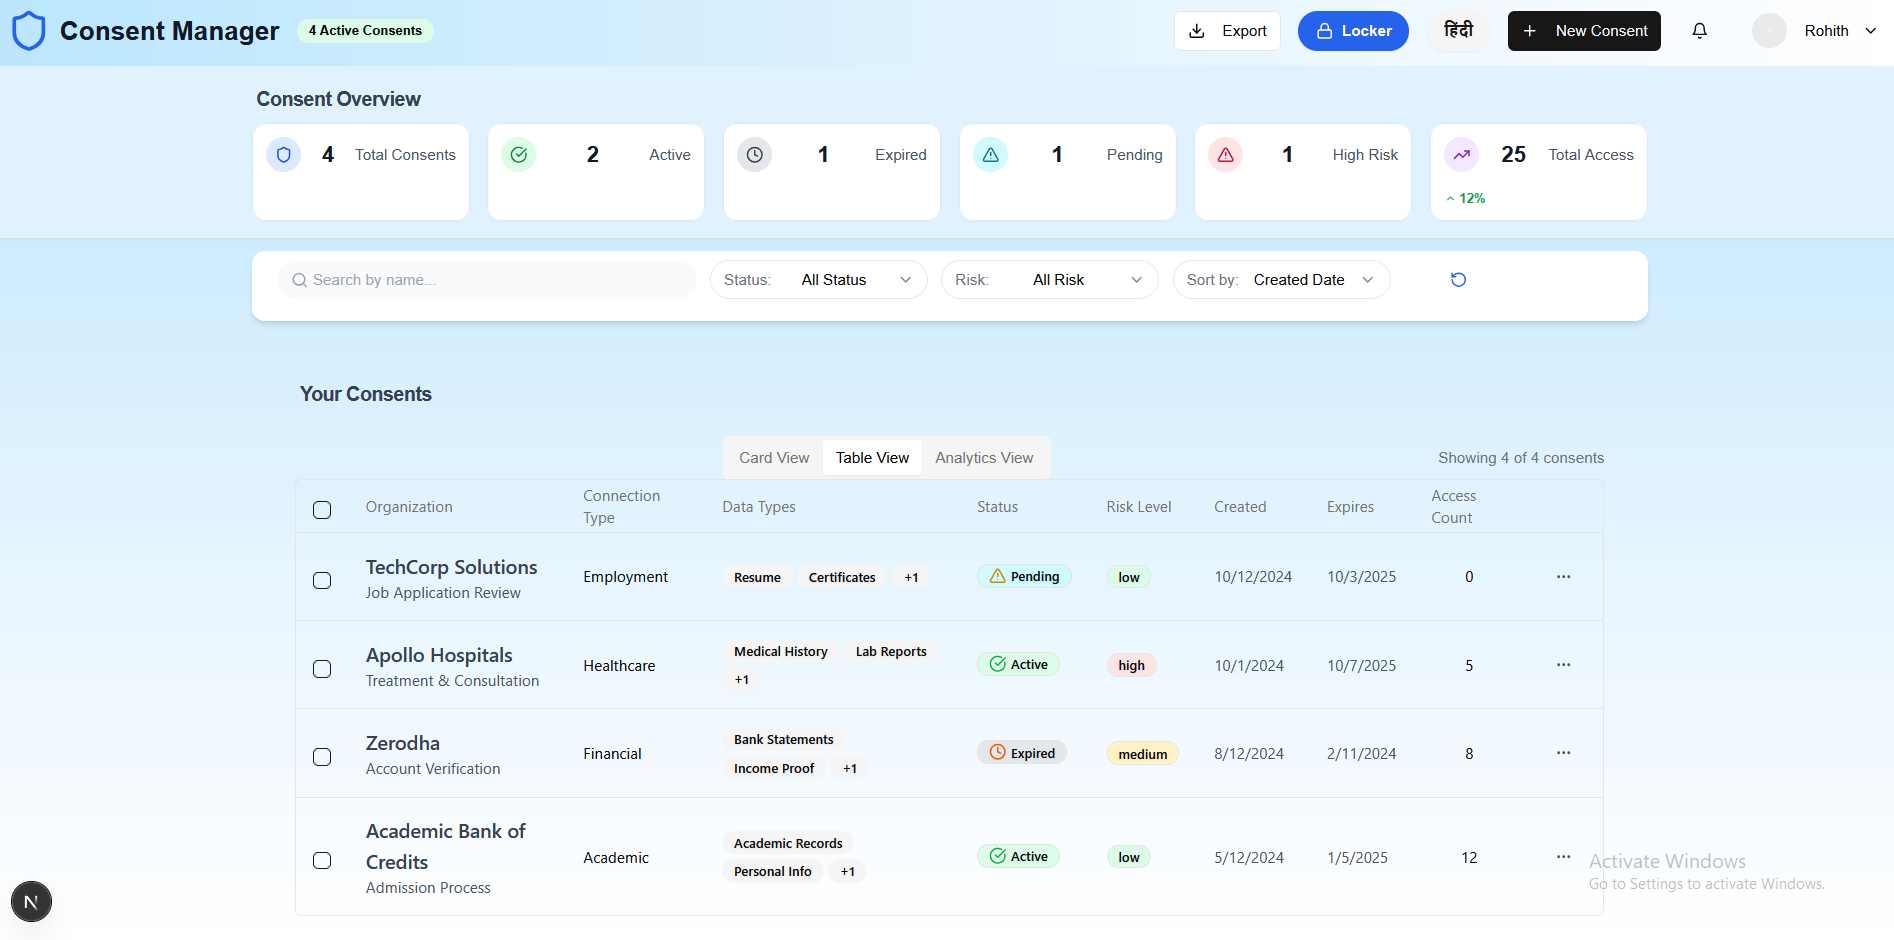 Consent Manager 4 Active Consents Export Locker हिंदी New Consent Rohith
Consent Overview
4 Total Consents
2 Active
1 Expired
1 Pending
1 High Risk
25 Total Access
12%
Search by name... Status: All Status Risk: All Risk Sort by: Created Date
Your Consents
Card View Table View Analytics View Showing 4 of 4 consents
Organization Connection Type Data Types Status Risk Level Created Expires Access Count
TechCorp Solutions
Job Application Review
Employment
Resume Certificates +1
Pending low 10/12/2024 10/3/2025 0 ...
Apollo Hospitals
Treatment & Consultation
Healthcare
Medical History Lab Reports
+1
Active high 10/1/2024 10/7/2025 5 ...
Zerodha
Account Verification
Financial
Bank Statements
Income Proof +1
Expired medium 8/12/2024 2/11/2024 8 ...
Academic Bank of
Credits
Admission Process
Academic
Academic Records
Personal Info +1
Active low 5/12/2024 1/5/2025 12 ...
Activate Windows
Go to Settings to activate Windows.
N